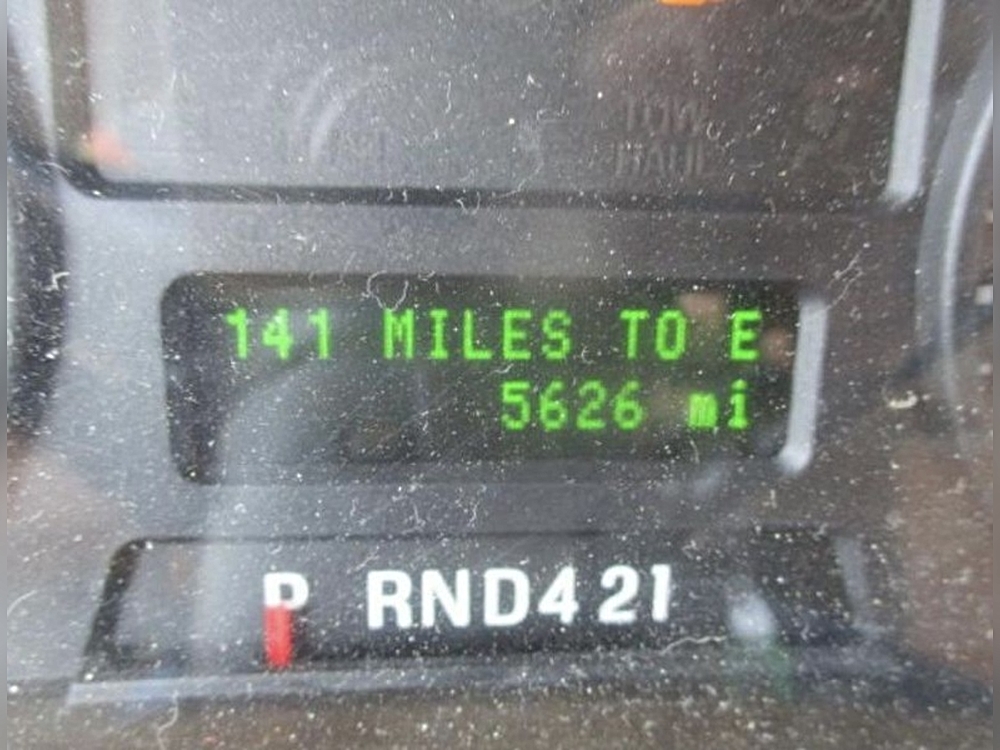 TOW
HAUL
141 MILES TO E
5626 mi
P RND421